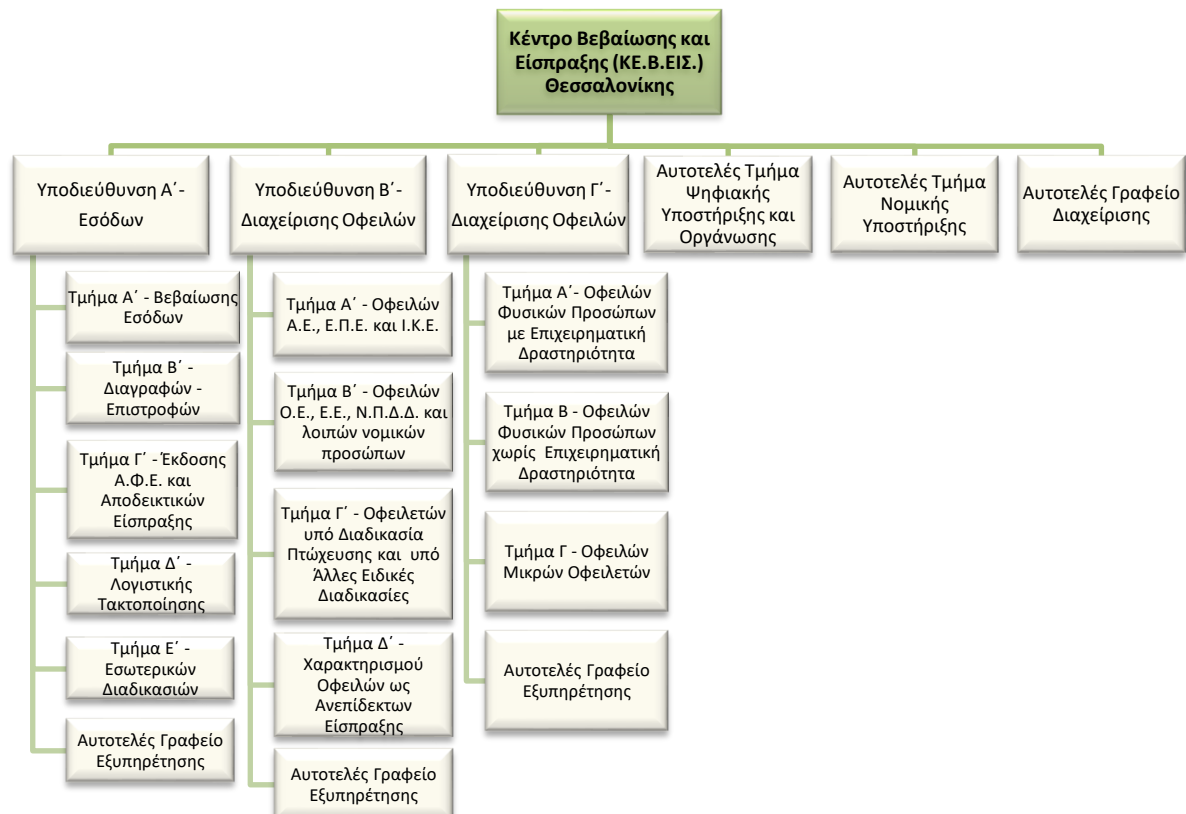 Κέντρο Βεβαίωσης και
Είσπραξης (ΚΕ.Β.ΕΙΣ.)
Θεσσαλονίκης
Υποδιεύθυνση Α΄-
Εσόδων
Υποδιεύθυνση Β΄-
Διαχείρισης Οφειλών
Υποδιεύθυνση Γ΄-
Διαχείρισης Οφειλών
Αυτοτελές Τμήμα
Ψηφιακής
Υποστήριξης και
Οργάνωσης
Αυτοτελές Τμήμα
Νομικής
Υποστήριξης
Αυτοτελές Γραφείο
Διαχείρισης
Τμήμα Α΄ - Βεβαίωσης
Εσόδων
Τμήμα Β΄ -
Διαγραφών -
Επιστροφών
Τμήμα Γ΄ - Έκδοσης
Α.Φ.Ε. και
Αποδεικτικών
Είσπραξης
Τμήμα Δ΄ -
Λογιστικής
Τακτοποίησης
Τμήμα Ε΄ -
Εσωτερικών
Διαδικασιών
Αυτοτελές Γραφείο
Εξυπηρέτησης
Τμήμα Α΄ - Οφειλών
Α.Ε., Ε.Π.Ε. και Ι.Κ.Ε.
Τμήμα Β΄ - Οφειλών
Ο.Ε., Ε.Ε., Ν.Π.Δ.Δ. και
λοιπών νομικών
προσώπων
Τμήμα Γ΄ - Οφειλετών
υπό Διαδικασία
Πτώχευσης και υπό
Άλλες Ειδικές
Διαδικασίες
Τμήμα Δ΄ -
Χαρακτηρισμού
Οφειλών ως
Ανεπίδεκτων
Είσπραξης
Αυτοτελές Γραφείο
Εξυπηρέτησης
Τμήμα Α΄- Οφειλών
Φυσικών Προσώπων
με Επιχειρηματική
Δραστηριότητα
Τμήμα Β - Οφειλών
Φυσικών Προσώπων
χωρίς Επιχειρηματική
Δραστηριότητα
Τμήμα Γ - Οφειλών
Μικρών Οφειλετών
Αυτοτελές Γραφείο
Εξυπηρέτησης